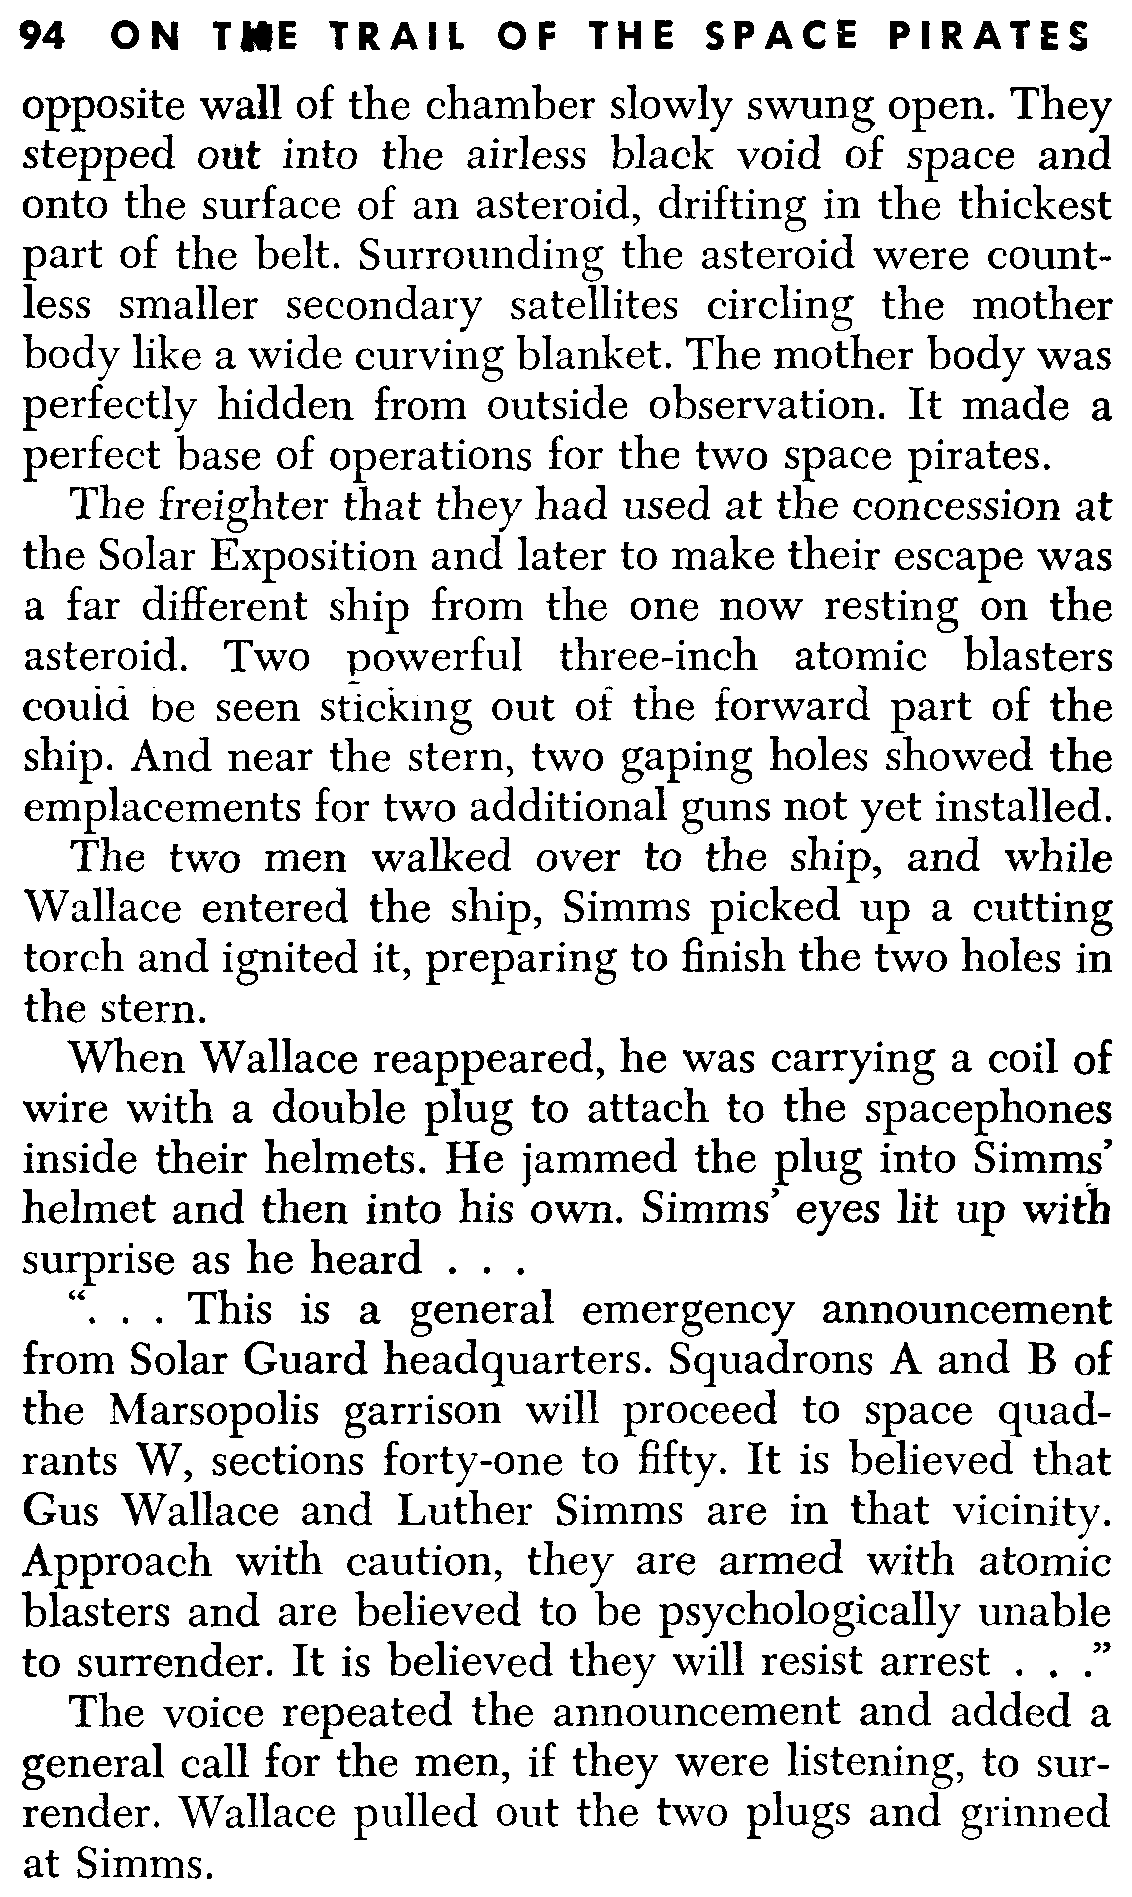 94 ON THE TRAIL OF THE SPACE PIRATES
opposite wall of the chamber slowly swung open. They
stepped out into the airless black void of space and
onto the surface of an asteroid, drifting in the thickest
part of the belt. Surrounding the asteroid were count-
less smaller secondary satellites circling the mother
body like a wide curving blanket. The mother body was
perfectly hidden from outside observation. It made a
perfect base of operations for the two space pirates.
The freighter that they had used at the concession at
the Solar Exposition and later to make their escape was
a far different ship from the one now resting on the
asteroid. Two powerful three-inch atomic blasters
could be seen sticking out of the forward part of the
ship. And near the stern, two gaping holes showed the
emplacements for two additional guns not yet installed.
The two men walked over to the ship, and while
Wallace entered the ship, Simms picked up a cutting
torch and ignited it, preparing to finish the two holes in
the stern.
When Wallace reappeared, he was carrying a coil of
wire with a double plug to attach to the spacephones
inside their helmets. He jammed the plug into Simms’
helmet and then into his own. Simms’ eyes lit up with
surprise as he heard . . .
“. . . This is a general emergency announcement
from Solar Guard headquarters. Squadrons A and B of
the Marsopolis garrison will proceed to space quad-
rants W, sections forty-one to fifty. It is believed that
Gus Wallace and Luther Simms are in that vicinity.
Approach with caution, they are armed with atomic
blasters and are believed to be psychologically unable
to surrender. It is believed they will resist arrest . . .”
The voice repeated the announcement and added a
general call for the men, if they were listening, to sur-
render. Wallace pulled out the two plugs and grinned
at Simms.